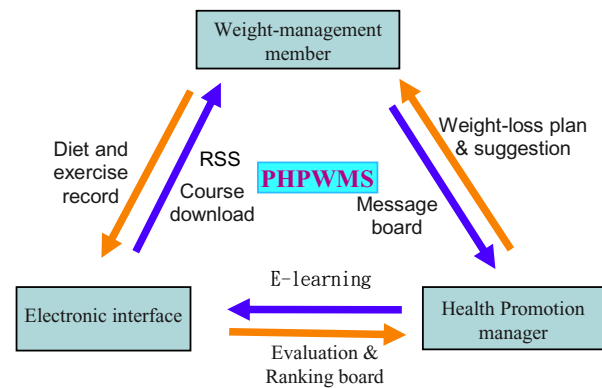 Weight-management
member
Diet and
exercise
record
RSS
Course
download
PHPWMS
Message
board
Weight-loss plan
& suggestion
E-learning
Electronic interface
Health Promotion
manager
Evaluation &
Ranking board